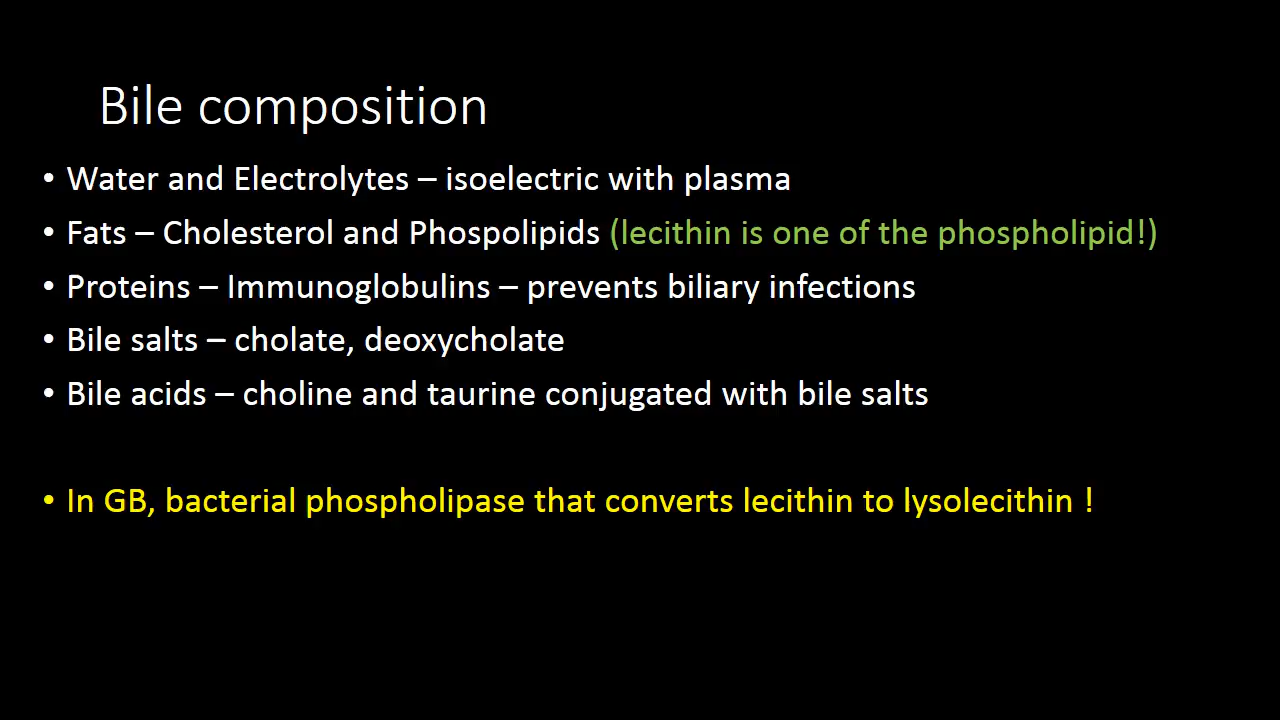 Bile composition
• Water and Electrolytes – isoelectric with plasma
• Fats – Cholesterol and Phospolipids (lecithin is one of the phospholipid!)
• Proteins – Immunoglobulins – prevents biliary infections
• Bile salts – cholate, deoxycholate
• Bile acids – choline and taurine conjugated with bile salts
• In GB, bacterial phospholipase that converts lecithin to lysolecithin !